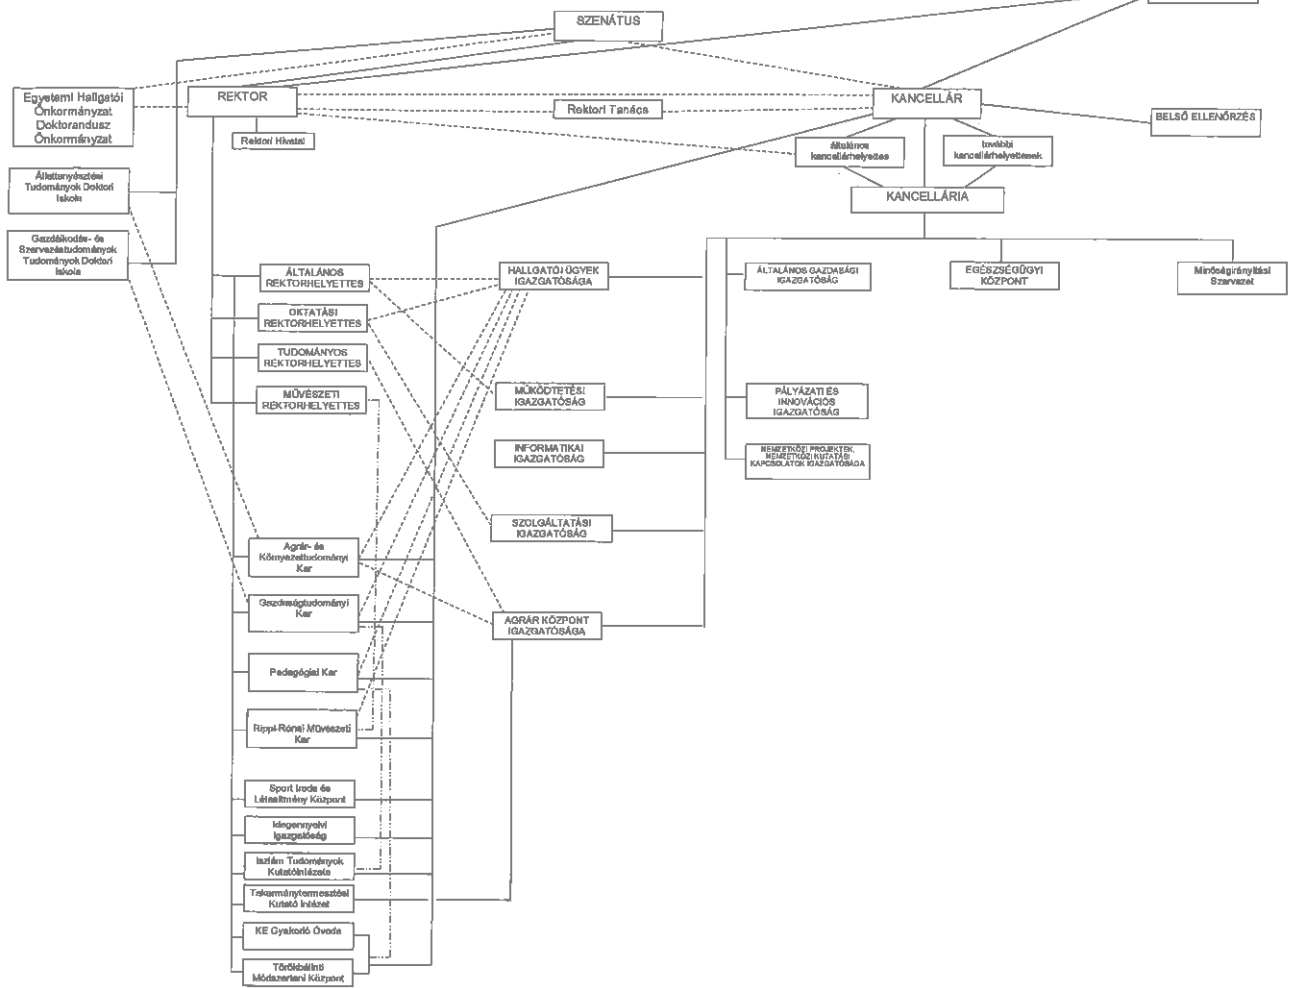 SZENÁTUS
Egyetemi Hallgatói
Önkormányzat
Doktorandusz
Önkormányzat
REKTOR
Rektori Hivatal
Rektori Tanács
KANCELLÁR
BELSŐ ELLENŐRZÉS
általános
kancellárhelyettes
további
kancellárhelyettesek
KANCELLÁRIA
Állattenyésztési
Tudományok Doktori
Iskola
Gazdálkodás- és
Szervezéstudományok
Tudományok Doktori
Iskola
ÁLTALÁNOS
REKTORHELYETTES
OKTATÁSI
REKTORHELYETTES
TUDOMÁNYOS
REKTORHELYETTES
MŰVÉSZETI
REKTORHELYETTES
HALLGATÓI ÜGYEK
IGAZGATÓSÁGA
MŰKÖDTETÉSI
IGAZGATÓSÁG
INFORMATIKAI
IGAZGATÓSÁG
SZOLGÁLTATÁSI
IGAZGATÓSÁG
AGRÁR KÖZPONT
IGAZGATÓSÁGA
ÁLTALÁNOS GAZDASÁGI
IGAZGATÓSÁG
EGÉSZSÉGÜGYI
KÖZPONT
Minőségirányítási
Szervezet
PÁLYÁZATI ÉS
INNOVÁCIÓS
IGAZGATÓSÁG
NEMZETKÖZI PROJEKTEK,
NEMZETKÖZI KUTATÁSI
KAPCSOLATOK IGAZGATÓSÁGA
Agrár- és
Környezettudományi
Kar
Gazdaságtudományi
Kar
Pedagógiai Kar
Rippl-Rónai Művészeti
Kar
Sport Iroda és
Létesítmény Központ
Idegennyelvi
Igazgatóság
Iszlám Tudományok
Kutatóintézete
Takarmánytermesztési
Kutató Intézet
KE Gyakorló Óvoda
Törökbálinti
Módszertani Központ